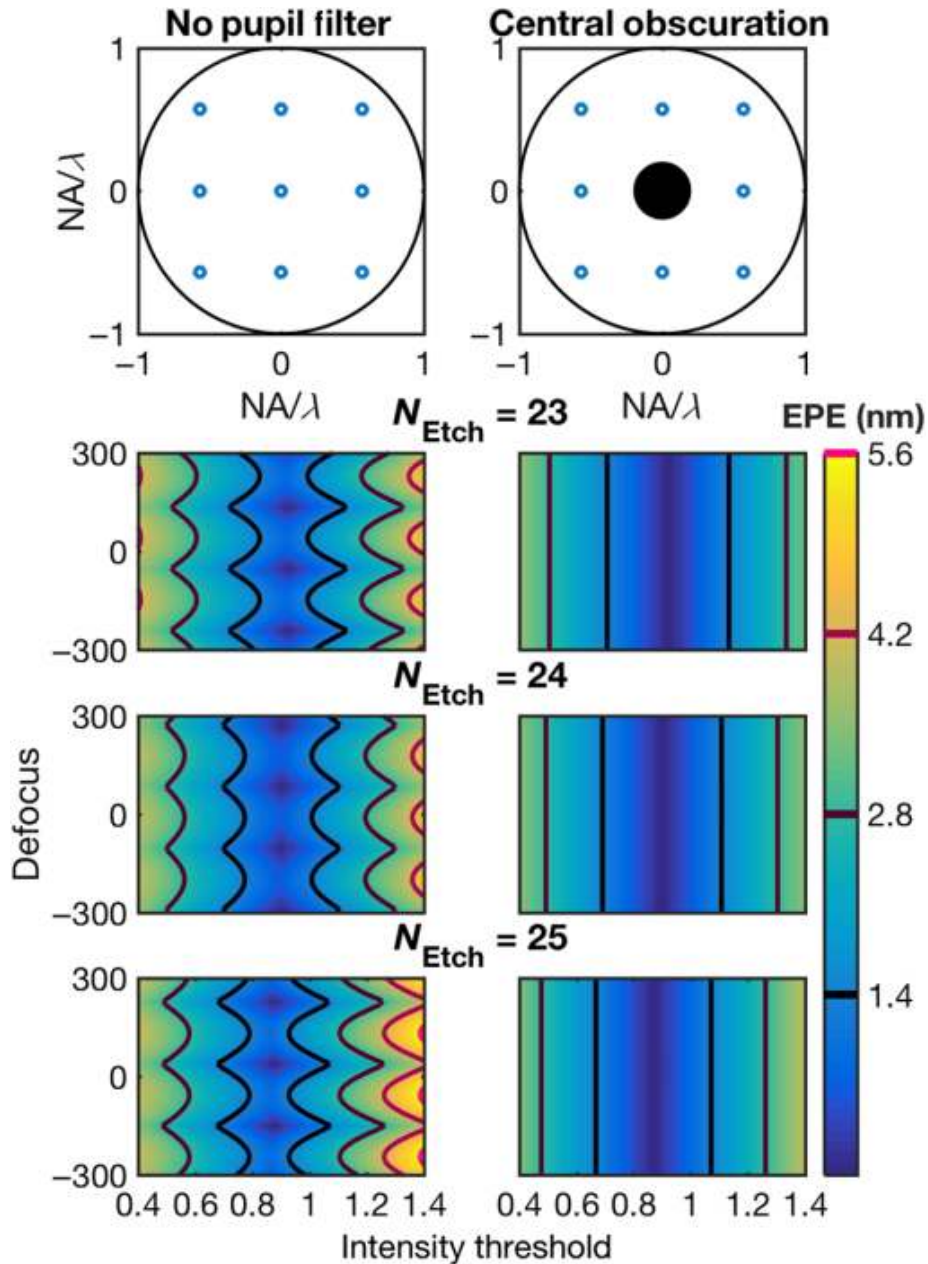 No pupil filter Central obscuration
1 1
NA/λ 0 0
−1 −1
−1 0 1 −1 0 1
NA/λ NA/λ
N_Etch = 23 EPE (nm)
300 5.6
0
−300 4.2
N_Etch = 24
300 2.8
Defocus 0
−300
N_Etch = 25 1.4
300
0
−300
0.4 0.6 0.8 1 1.2 1.4 0.4 0.6 0.8 1 1.2 1.4
Intensity threshold